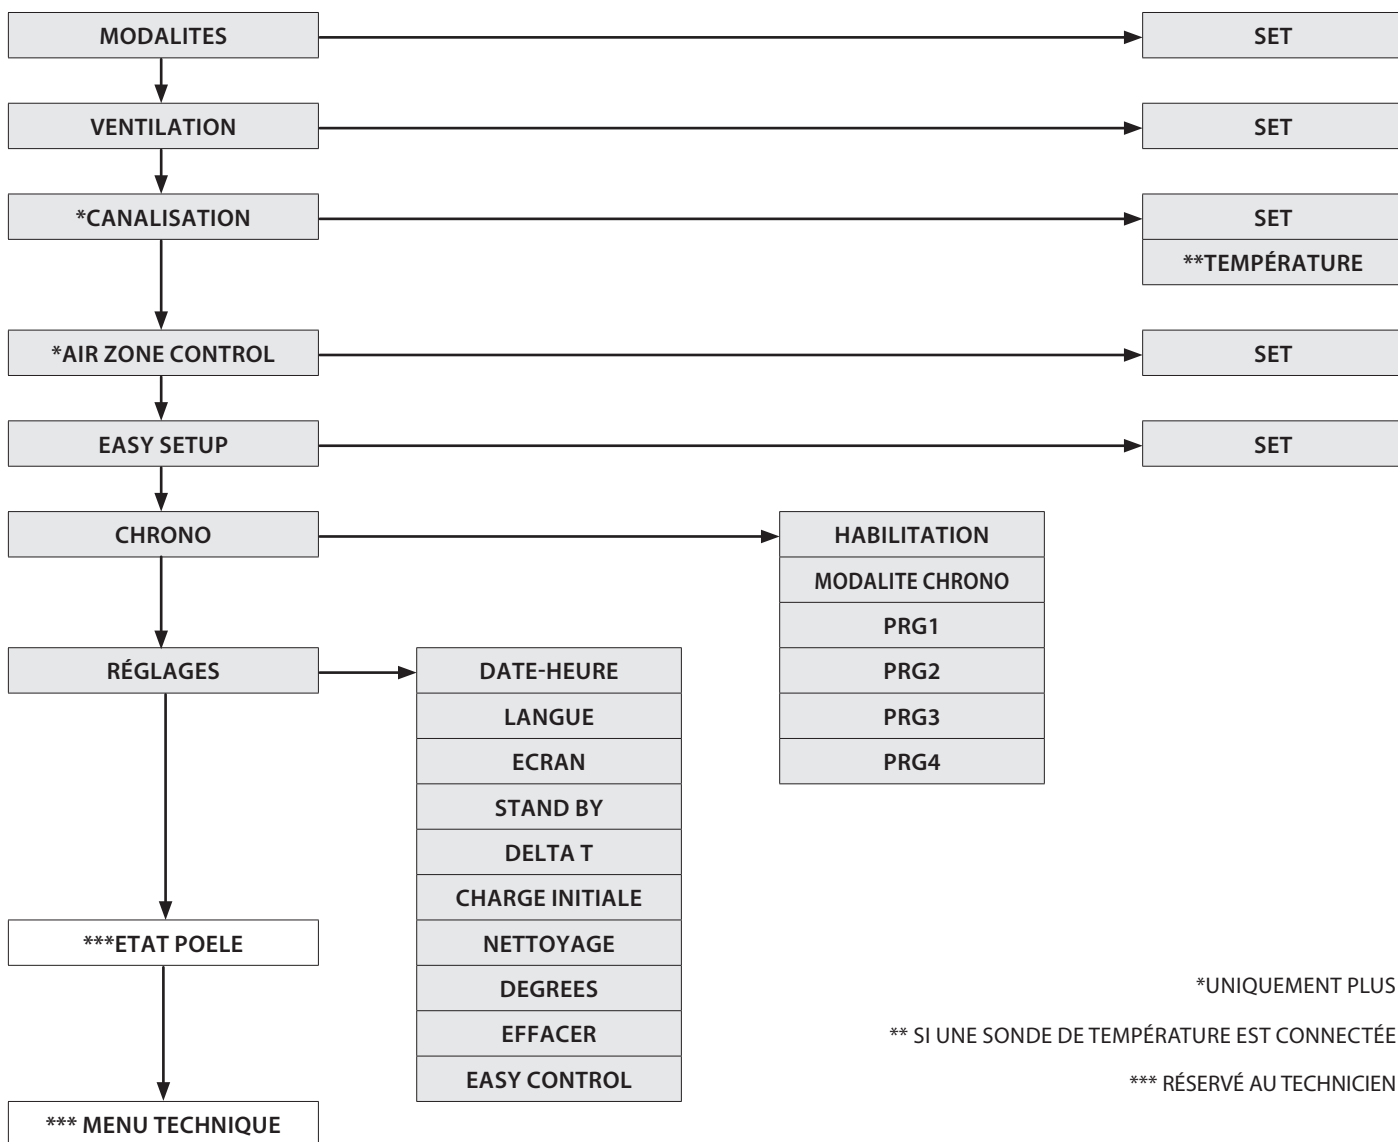 MODALITES
SET
VENTILATION
SET
*CANALISATION
SET
**TEMPÉRATURE
*AIR ZONE CONTROL
SET
EASY SETUP
SET
CHRONO
HABILITATION
MODALITE CHRONO
PRG1
PRG2
PRG3
PRG4
RÉGLAGES
DATE-HEURE
LANGUE
ECRAN
STAND BY
DELTA T
CHARGE INITIALE
NETTOYAGE
DEGREES
EFFACER
EASY CONTROL
***ETAT POELE
*** MENU TECHNIQUE
*UNIQUEMENT PLUS
** SI UNE SONDE DE TEMPÉRATURE EST CONNECTÉE
*** RÉSERVÉ AU TECHNICIEN